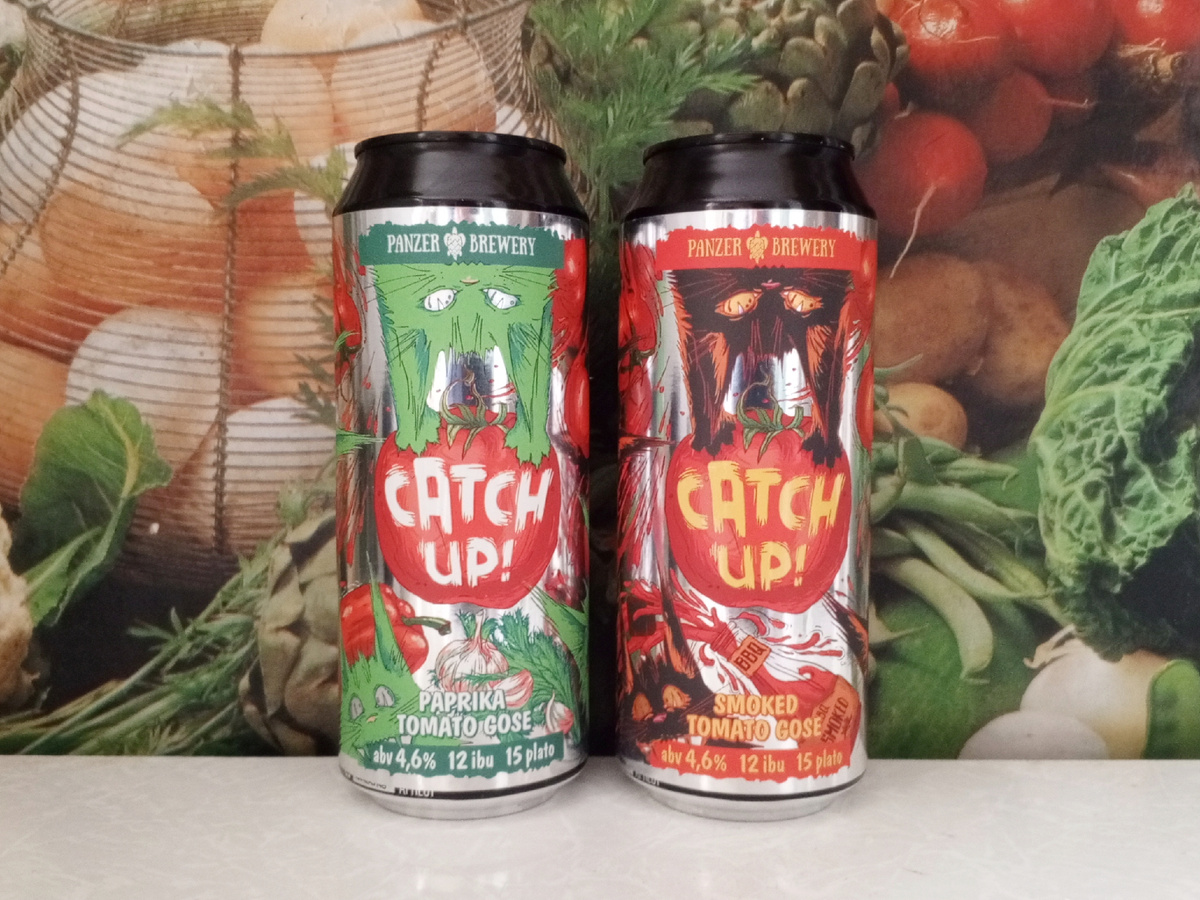 PANZER BREWERY
CATCH
UP!
PAPRIKA
TOMATO GOSE
abv 4,6% 12 ibu 15 plato
PANZER BREWERY
CATCH
UP!
BBQ
SMOKED
TOMATO GOSE
SMOKED
abv 4,6% 12 ibu 15 plato